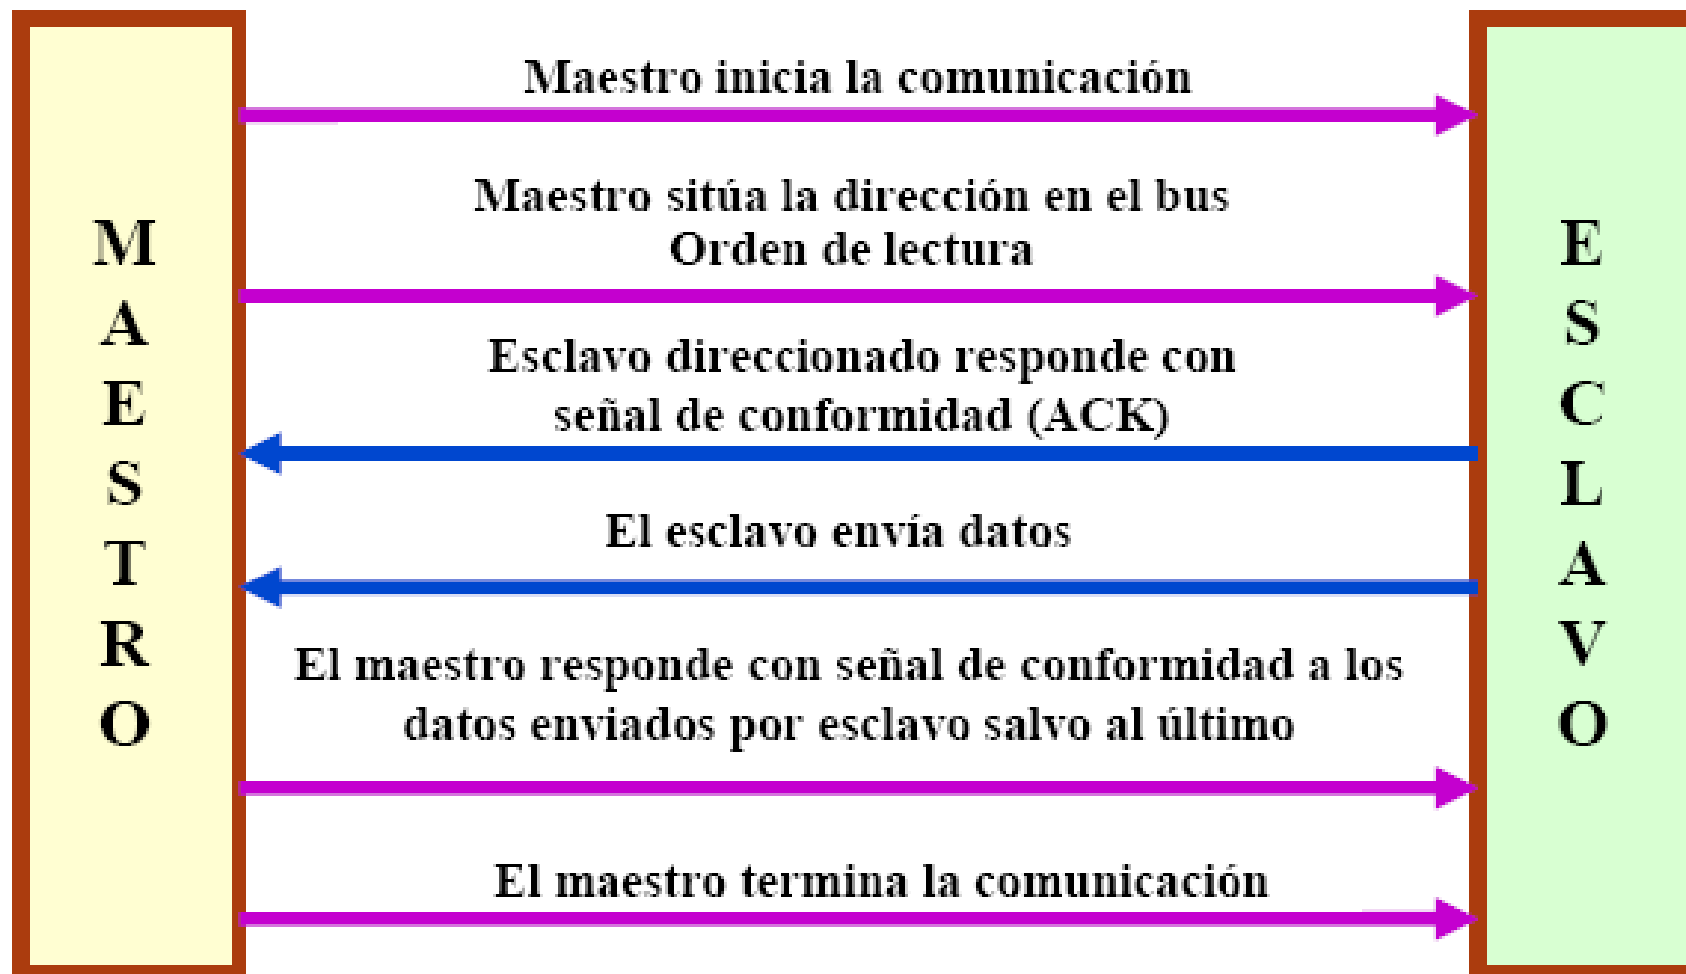 Maestro inicia la comunicación
Maestro sitúa la dirección en el bus
Orden de lectura
Esclavo direccionado responde con
señal de conformidad (ACK)
El esclavo envía datos
El maestro responde con señal de conformidad a los
datos enviados por esclavo salvo al último
El maestro termina la comunicación
MAESTRO
ESCLAVO